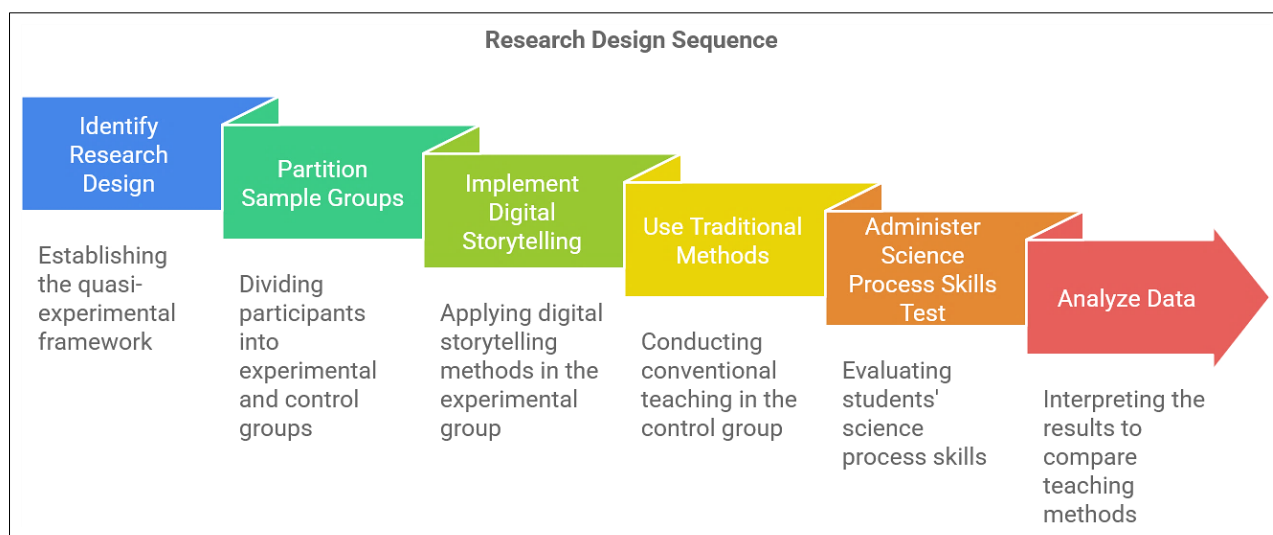 Research Design Sequence
Identify
Research
Design
Establishing
the quasi-
experimental
framework
Partition
Sample Groups
Dividing
participants
into
experimental
and control
groups
Implement
Digital
Storytelling
Applying digital
storytelling
methods in the
experimental
group
Use Traditional
Methods
Conducting
conventional
teaching in the
control group
Administer
Science
Process Skills
Test
Evaluating
students'
science
process skills
Analyze Data
Interpreting the
results to
compare
teaching
methods